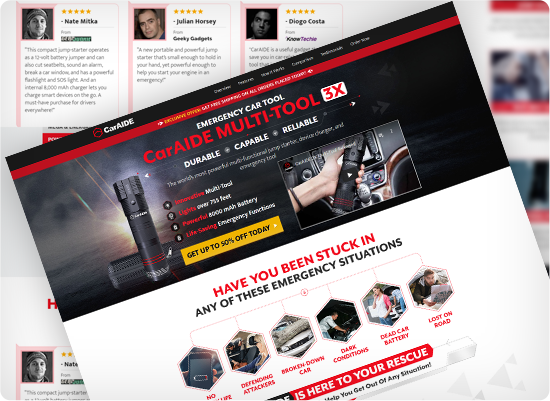 ★★★★★
- Nate Mitka
From
★★★★★
- Julian Horsey
From
Geeky Gadgets
★★★★★
- Diogo Costa
From
KnowTechie
"This compact jump-starter operates
as a 12-volt battery jumper and can
also cut seatbelts, sound an alarm,
break a car window, and has a powerful
flashlight and SOS light. And an
internal 8,000 mAh charger lets you
charge smart devices on the go. A
must-have purchase for drivers
everywhere!"
"A new portable and powerful jump
starter that's small enough to hold in
your hand, yet powerful enough to
help you start your engine in an
emergency!"
"CarAIDE is a useful gadget
save you
CarAIDE
Overview
Features
How it Works
Comparison
Testimonials
Order Now
EXCLUSIVE OFFER: GET FREE SHIPPING ON ALL ORDERS PLACED TODAY!
EMERGENCY CAR TOOL
CarAIDE MULTI-TOOL 3X
DURABLE CAPABLE RELIABLE
The world's most powerful multi-functional jump starter, device charger, and
emergency tool
Innovative Multi-Tool
Lights over 755 feet
Powerful 8000 mAh Battery
Life-Saving Emergency Functions
GET UP TO 50% OFF TODAY
HAVE YOU BEEN STUCK IN
ANY OF THESE EMERGENCY SITUATIONS
NO
DEFENDING
ATTACKERS
BROKEN-DOWN
CAR
DARK
CONDITIONS
DEAD CAR
BATTERY
LOST ON
ROAD
IS HERE TO YOUR RESCUE
Help You Get Out Of Any Situation!
★★★★★
- Nate Mitka
From
"This compact jump-starter
as a 12-volt battery jumper